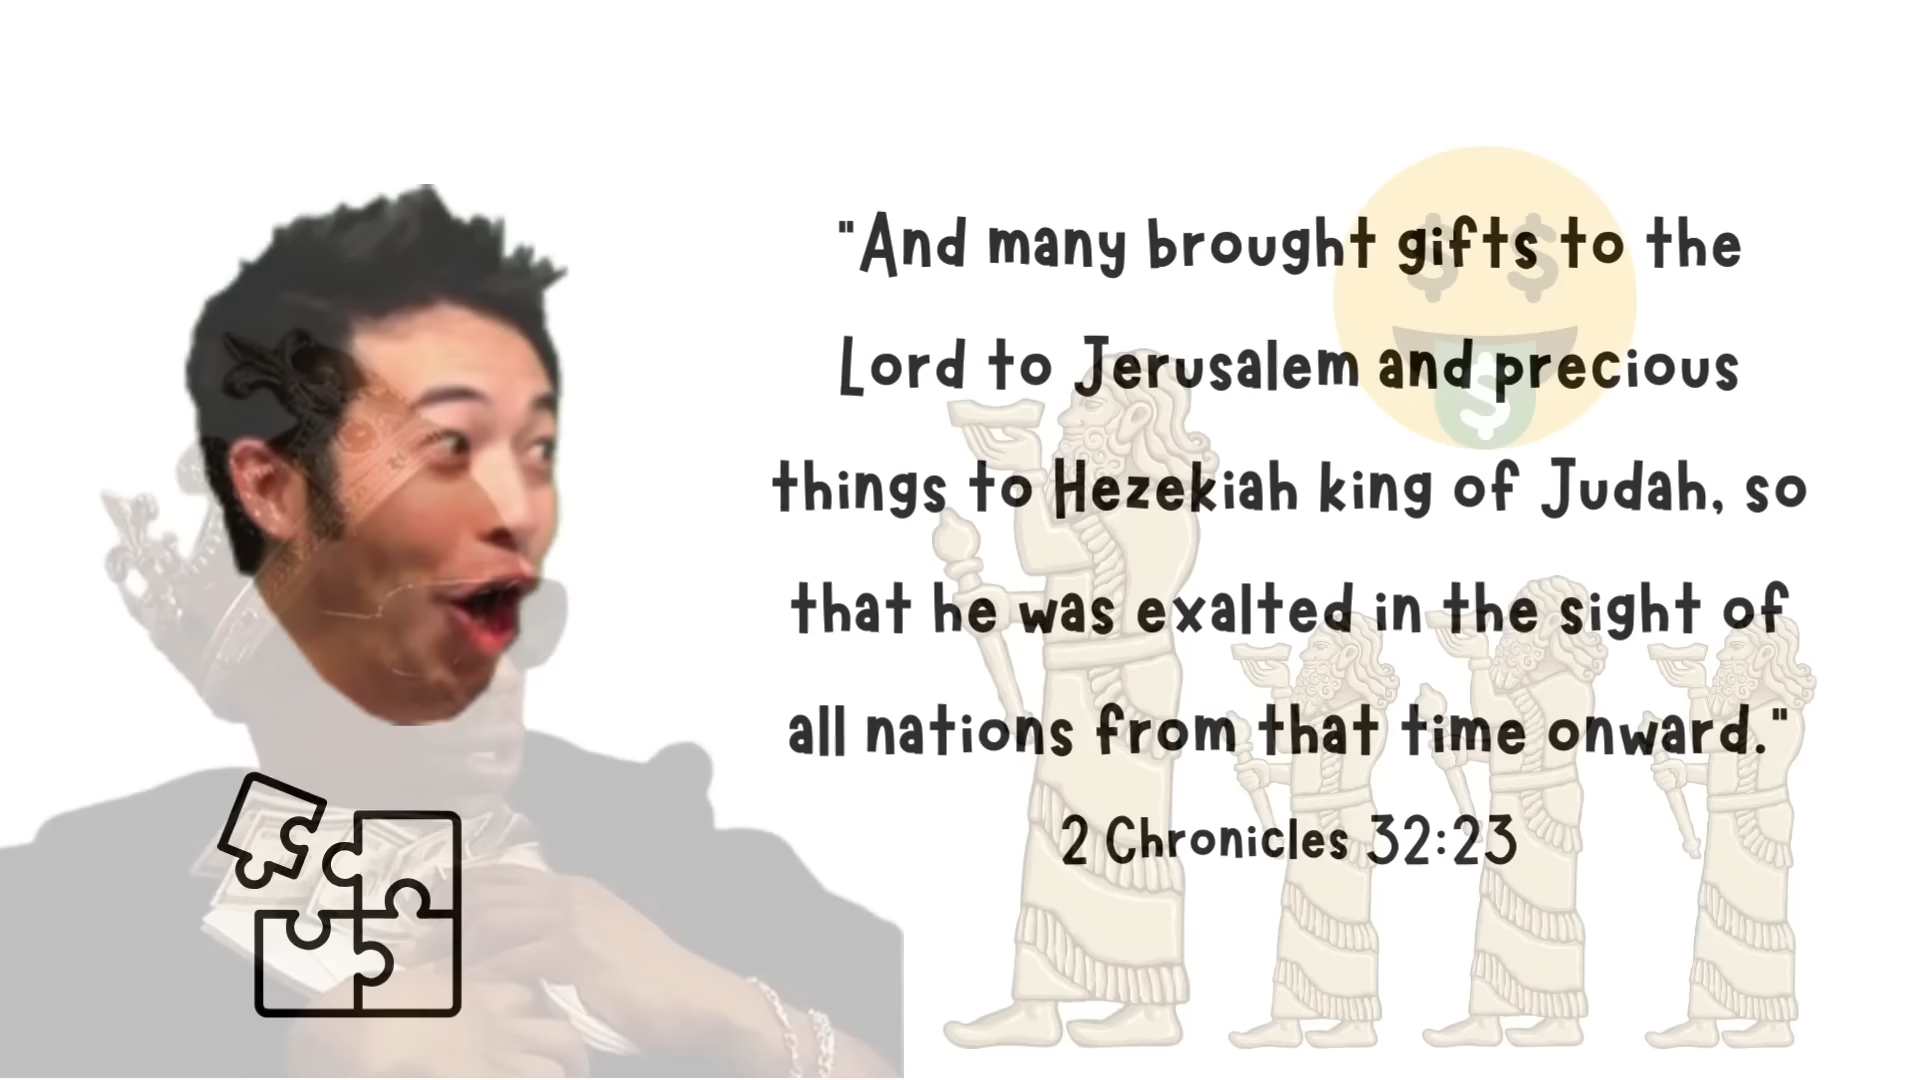 "And many brought gifts to the
Lord to Jerusalem and precious
things to Hezekiah king of Judah, so
that he was exalted in the sight of
all nations from that time onward."
2 Chronicles 32:23